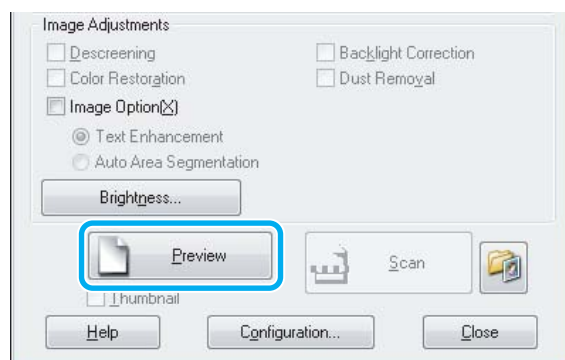 Image Adjustments
Descreening Backlight Correction
Color Restoration Dust Removal
Image Option(X)
Text Enhancement
Auto Area Segmentation
Brightness...
Preview Scan
Thumbnail
Help Configuration... Close